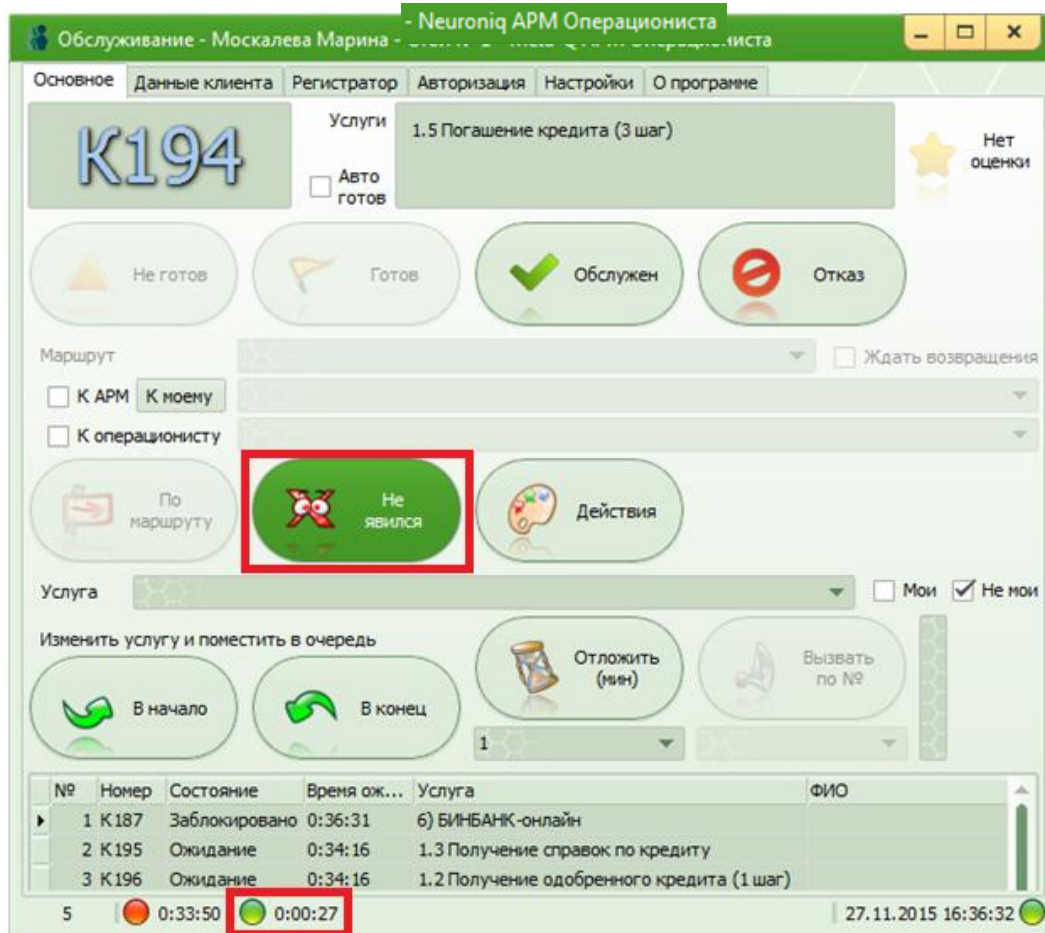 - Neuroniq АРМ Операциониста
Обслуживание - Москалева Марина -
Основное Данные клиента Регистратор Авторизация Настройки О программе
К194
Услуги
1.5 Погашение кредита (3 шаг)
Авто готов
Нет оценки
Не готов Готов Обслужен Отказ
Маршрут Ждать возвращения
К АРМ К моему
К операционисту
По маршруту
Не явился
Действия
Услуга Мои Не мои
Изменить услугу и поместить в очередь
В начало В конец
Отложить (мин)
Вызвать по №
1
№ Номер Состояние Время ож... Услуга ФИО
1 К187 Заблокировано 0:36:31 6) БИНБАНК-онлайн
2 К195 Ожидание 0:34:16 1.3 Получение справок по кредиту
3 К196 Ожидание 0:34:16 1.2 Получение одобренного кредита (1 шаг)
5 0:33:50 0:00:27 27.11.2015 16:36:32